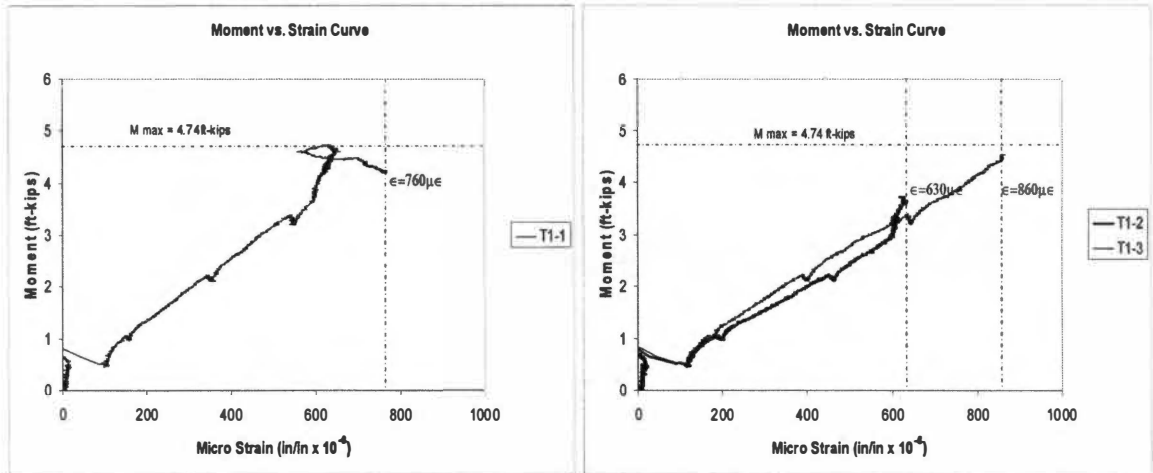 Moment vs. Strain Curve
6
5
4
3
2
1
0
Moment (ft-kips)
M max = 4.74 ft-kips
ϵ=760μϵ
T1-1
0 200 400 600 800 1000
Micro Strain (in/in x 10⁻⁶)
Moment vs. Strain Curve
6
5
4
3
2
1
0
Moment (ft-kips)
M max = 4.74 ft-kips
ϵ=630μϵ ϵ=860μϵ
T1-2
T1-3
0 200 400 600 800 1000
Micro Strain (in/in x 10⁻⁶)